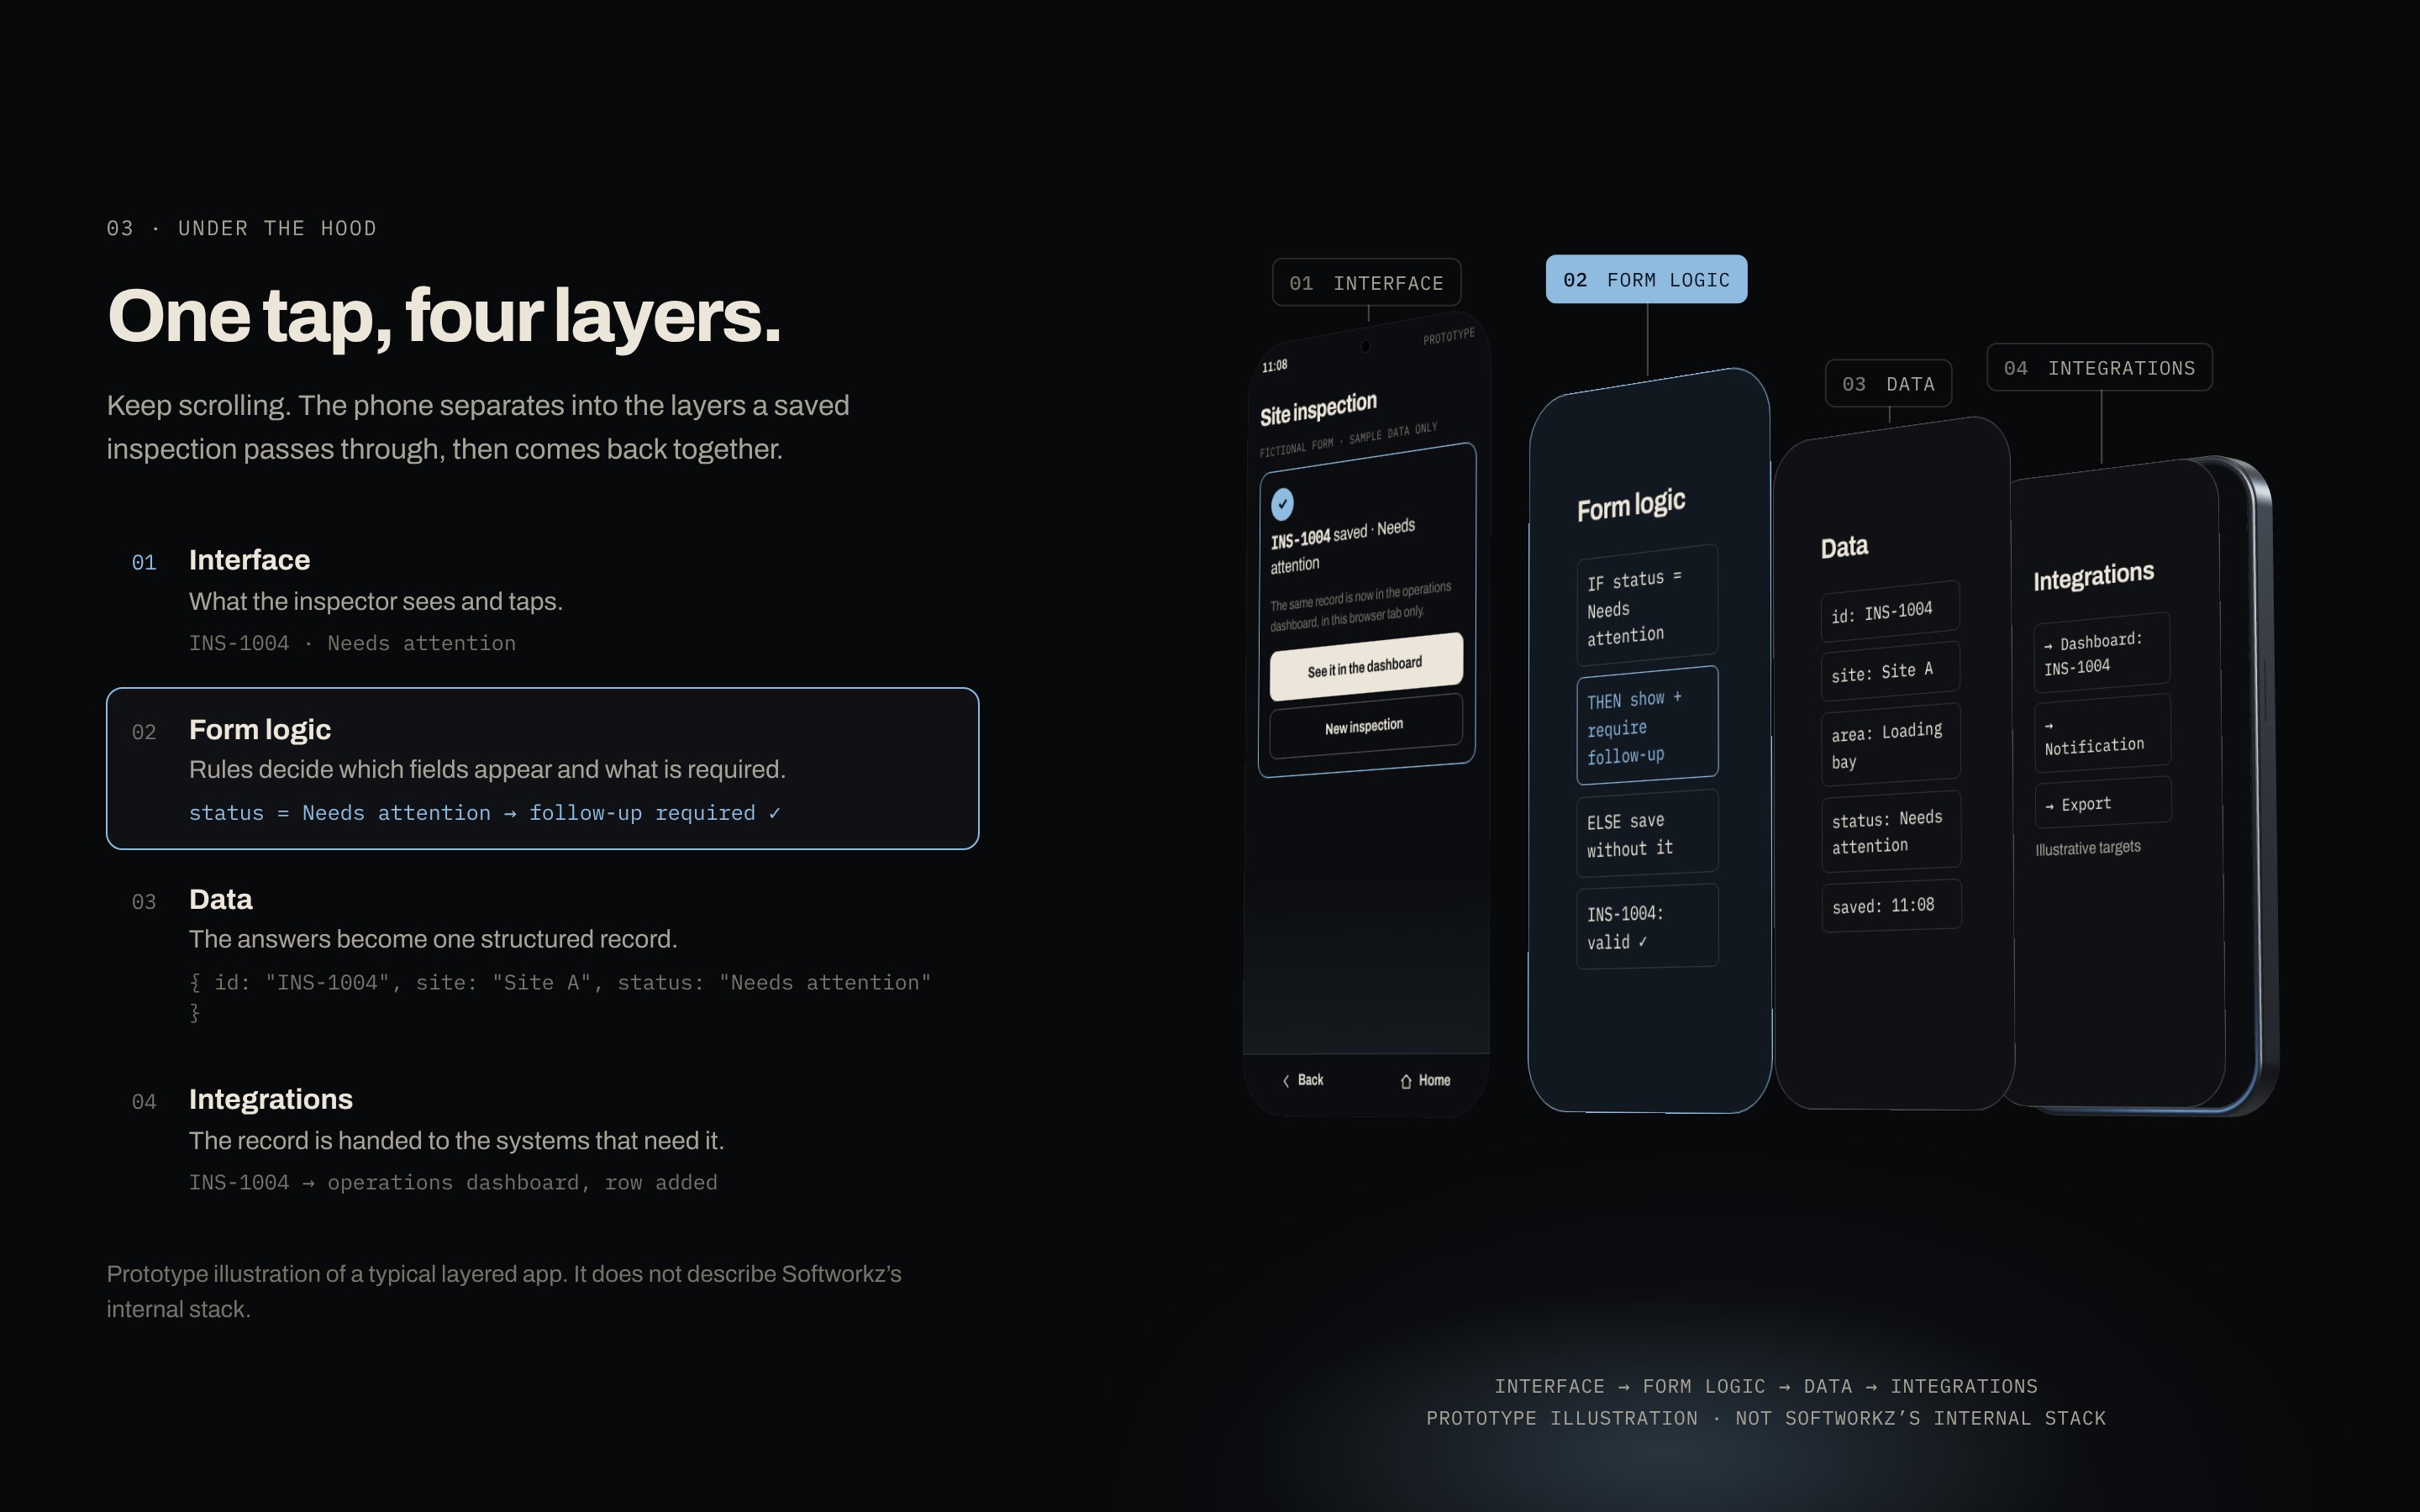 03 · UNDER THE HOOD
One tap, four layers.
Keep scrolling. The phone separates into the layers a saved
inspection passes through, then comes back together.
01 Interface
What the inspector sees and taps.
INS-1004 · Needs attention
02 Form logic
Rules decide which fields appear and what is required.
status = Needs attention → follow-up required ✓
03 Data
The answers become one structured record.
{ id: "INS-1004", site: "Site A", status: "Needs attention"
}
04 Integrations
The record is handed to the systems that need it.
INS-1004 → operations dashboard, row added
Prototype illustration of a typical layered app. It does not describe Softworkz’s
internal stack.
01 INTERFACE
11:08
PROTOTYPE
Site inspection
FICTIONAL FORM · SAMPLE DATA ONLY
INS-1004 saved · Needs
attention
The same record is now in the operations
dashboard, in this browser tab only.
See it in the dashboard
New inspection
Back
Home
02 FORM LOGIC
Form logic
IF status =
Needs
attention
THEN show +
require
follow-up
ELSE save
without it
INS-1004:
valid ✓
03 DATA
Data
id: INS-1004
site: Site A
area: Loading
bay
status: Needs
attention
saved: 11:08
04 INTEGRATIONS
Integrations
→ Dashboard:
INS-1004
→
Notification
→ Export
Illustrative targets
INTERFACE → FORM LOGIC → DATA → INTEGRATIONS
PROTOTYPE ILLUSTRATION · NOT SOFTWORKZ’S INTERNAL STACK